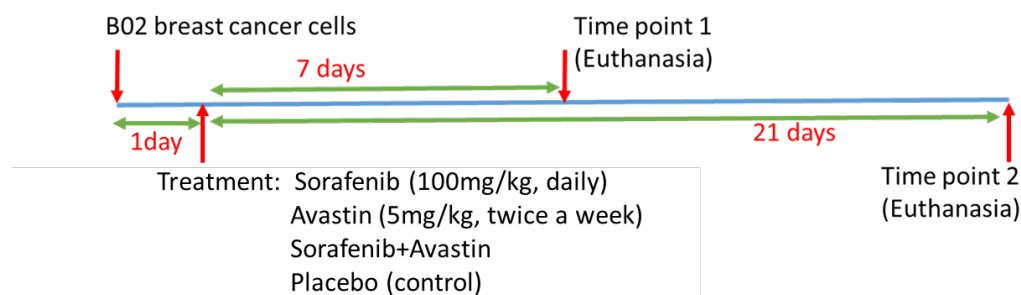 B02 breast cancer cells
Time point 1
(Euthanasia)
7 days
1day
21 days
Treatment: Sorafenib (100mg/kg, daily)
Avastin (5mg/kg, twice a week)
Sorafenib+Avastin
Placebo (control)
Time point 2
(Euthanasia)